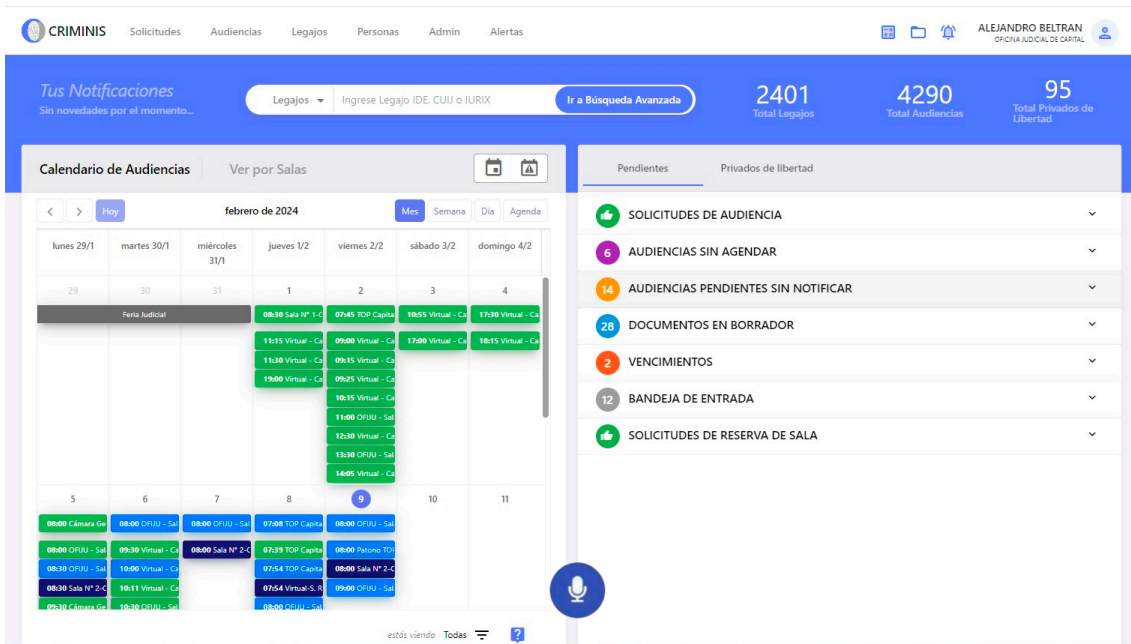 CRIMINIS Solicitudes Audiencias Legajos Personas Admin Alertas ALEJANDRO BELTRAN
OFICINA JUDICIAL DE CAPITAL
Tus Notificaciones
Sin novedades por el momento...
Legajos Ingrese Legajo IDE, CUIJ o IURIX Ir a Búsqueda Avanzada
2401
Total Legajos
4290
Total Audiencias
95
Total Privados de
Libertad
Calendario de Audiencias Ver por Salas
Hoy febrero de 2024 Mes Semana Día Agenda
lunes 29/1 martes 30/1 miércoles 31/1 jueves 1/2 viernes 2/2 sábado 3/2 domingo 4/2
29 30 31 1 2 3 4
Feria Judicial 08:30 Sala N° 1-C 07:45 TOP Capita 10:55 Virtual - Ca 17:30 Virtual - Ca
11:15 Virtual - Ca 09:00 Virtual - Ca 17:00 Virtual - Ca 18:15 Virtual - Ca
11:30 Virtual - Ca 09:15 Virtual - Ca
19:00 Virtual - Ca 09:25 Virtual - Ca
10:15 Virtual - Ca
11:00 OFIJU - Sal
12:30 Virtual - Ca
13:30 OFIJU - Sal
14:05 Virtual - Ca
5 6 7 8 9 10 11
08:00 Cámara Ge 08:00 OFIJU - Sal 08:00 OFIJU - Sal 07:08 TOP Capita 08:00 OFIJU - Sal
08:00 OFIJU - Sal 09:30 Virtual - Ca 08:00 Sala N° 2-C 07:39 TOP Capita 08:00 Patono TO
08:30 OFIJU - Sal 10:00 Virtual - Ca 07:54 TOP Capita 08:00 Sala N° 2-C
08:30 Sala N° 2-C 10:11 Virtual - Ca 07:54 Virtual-S. R 09:00 OFIJU - Sal
09:30 Cámara Ge 10:30 OFIJU - Sal 08:00 OFIJU - Sal
estás viendo Todas ?
Pendientes Privados de libertad
SOLICITUDES DE AUDIENCIA
6 AUDIENCIAS SIN AGENDAR
14 AUDIENCIAS PENDIENTES SIN NOTIFICAR
28 DOCUMENTOS EN BORRADOR
2 VENCIMIENTOS
12 BANDEJA DE ENTRADA
SOLICITUDES DE RESERVA DE SALA